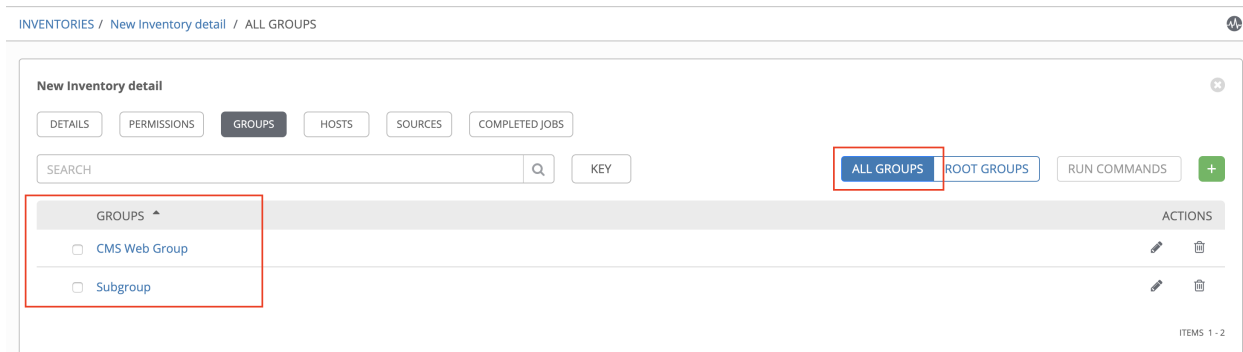 INVENTORIES / New Inventory detail / ALL GROUPS
New Inventory detail
DETAILS PERMISSIONS GROUPS HOSTS SOURCES COMPLETED JOBS
SEARCH KEY ALL GROUPS ROOT GROUPS RUN COMMANDS +
GROUPS ACTIONS
CMS Web Group
Subgroup
ITEMS 1 - 2